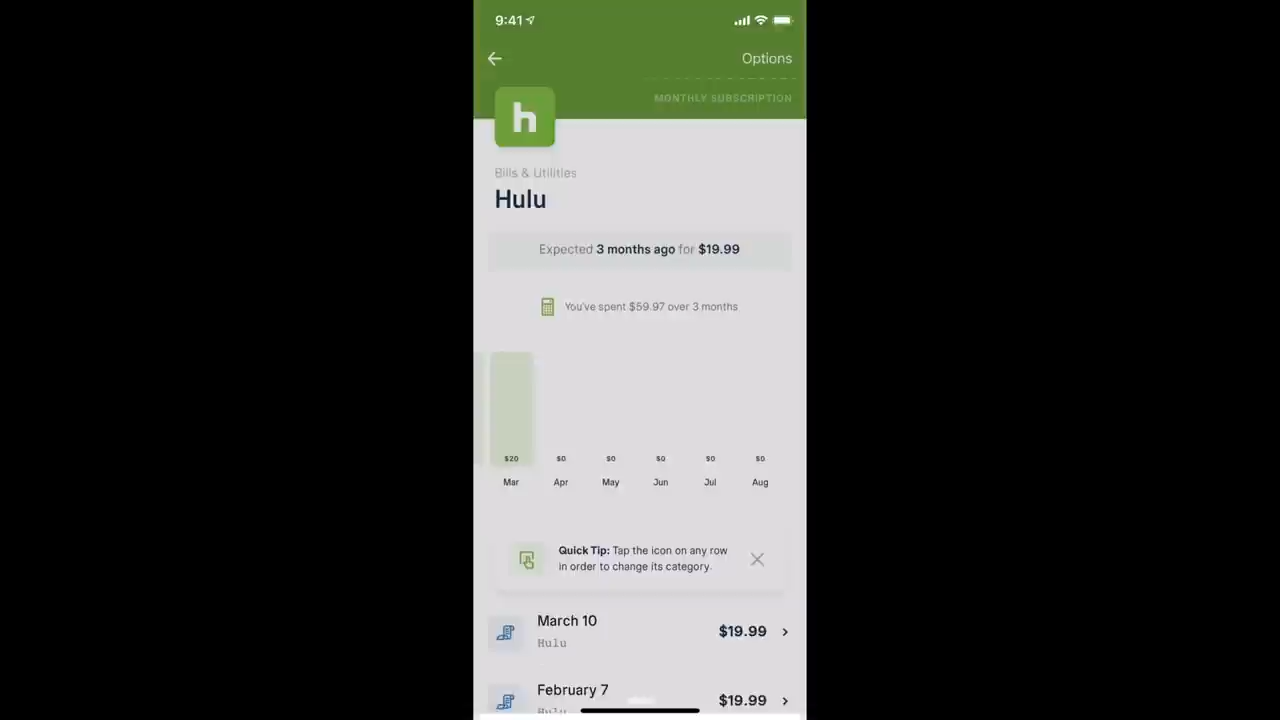 9:41
Options
MONTHLY SUBSCRIPTION
h
Bills & Utilities
Hulu
Expected 3 months ago for $19.99
You've spent $59.97 over 3 months
$20 $0 $0 $0 $0 $0
Mar Apr May Jun Jul Aug
Quick Tip: Tap the icon on any row
in order to change its category.
March 10
$19.99
Hulu
February 7
$19.99
Hulu